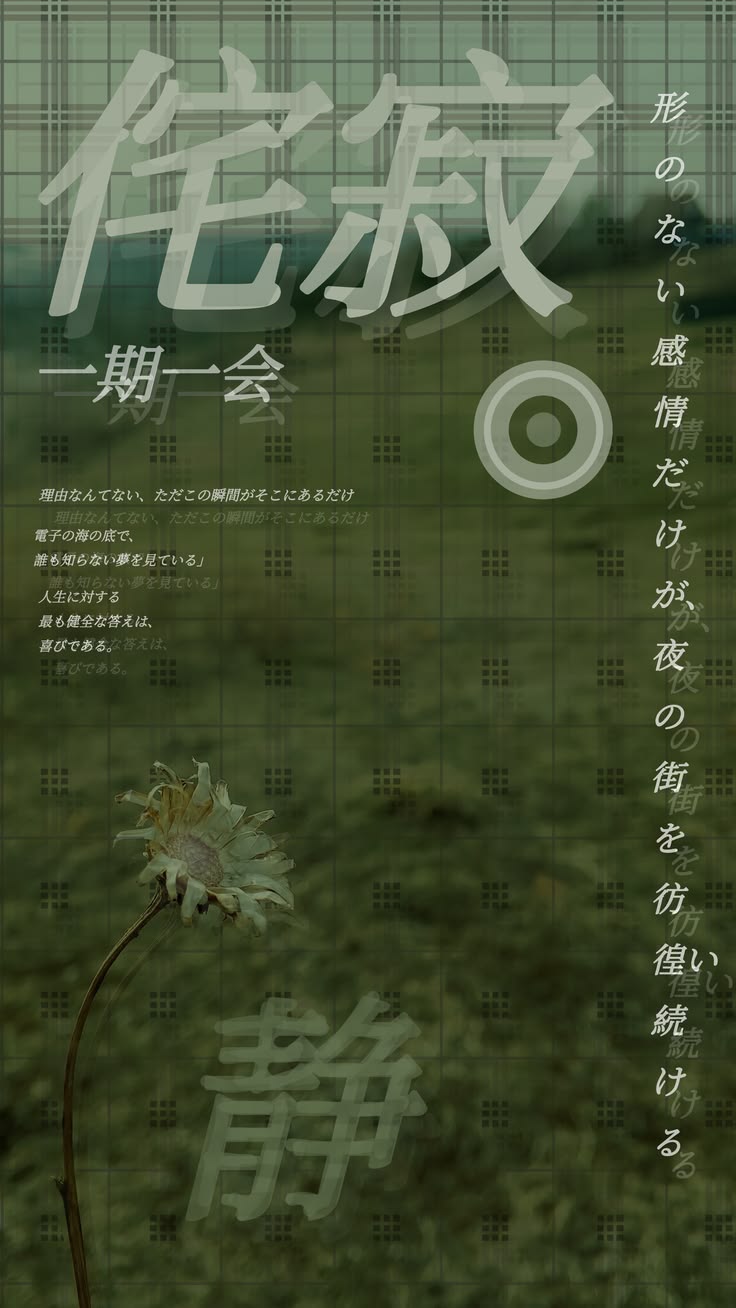 侘寂
一期一会
理由なんてない、ただこの瞬間がそこにあるだけ
電子の海の底で、
誰も知らない夢を見ている」
人生に対する
最も健全な答えは、
喜びである。
形のない感情だけが、夜の街を彷徨い続ける
静